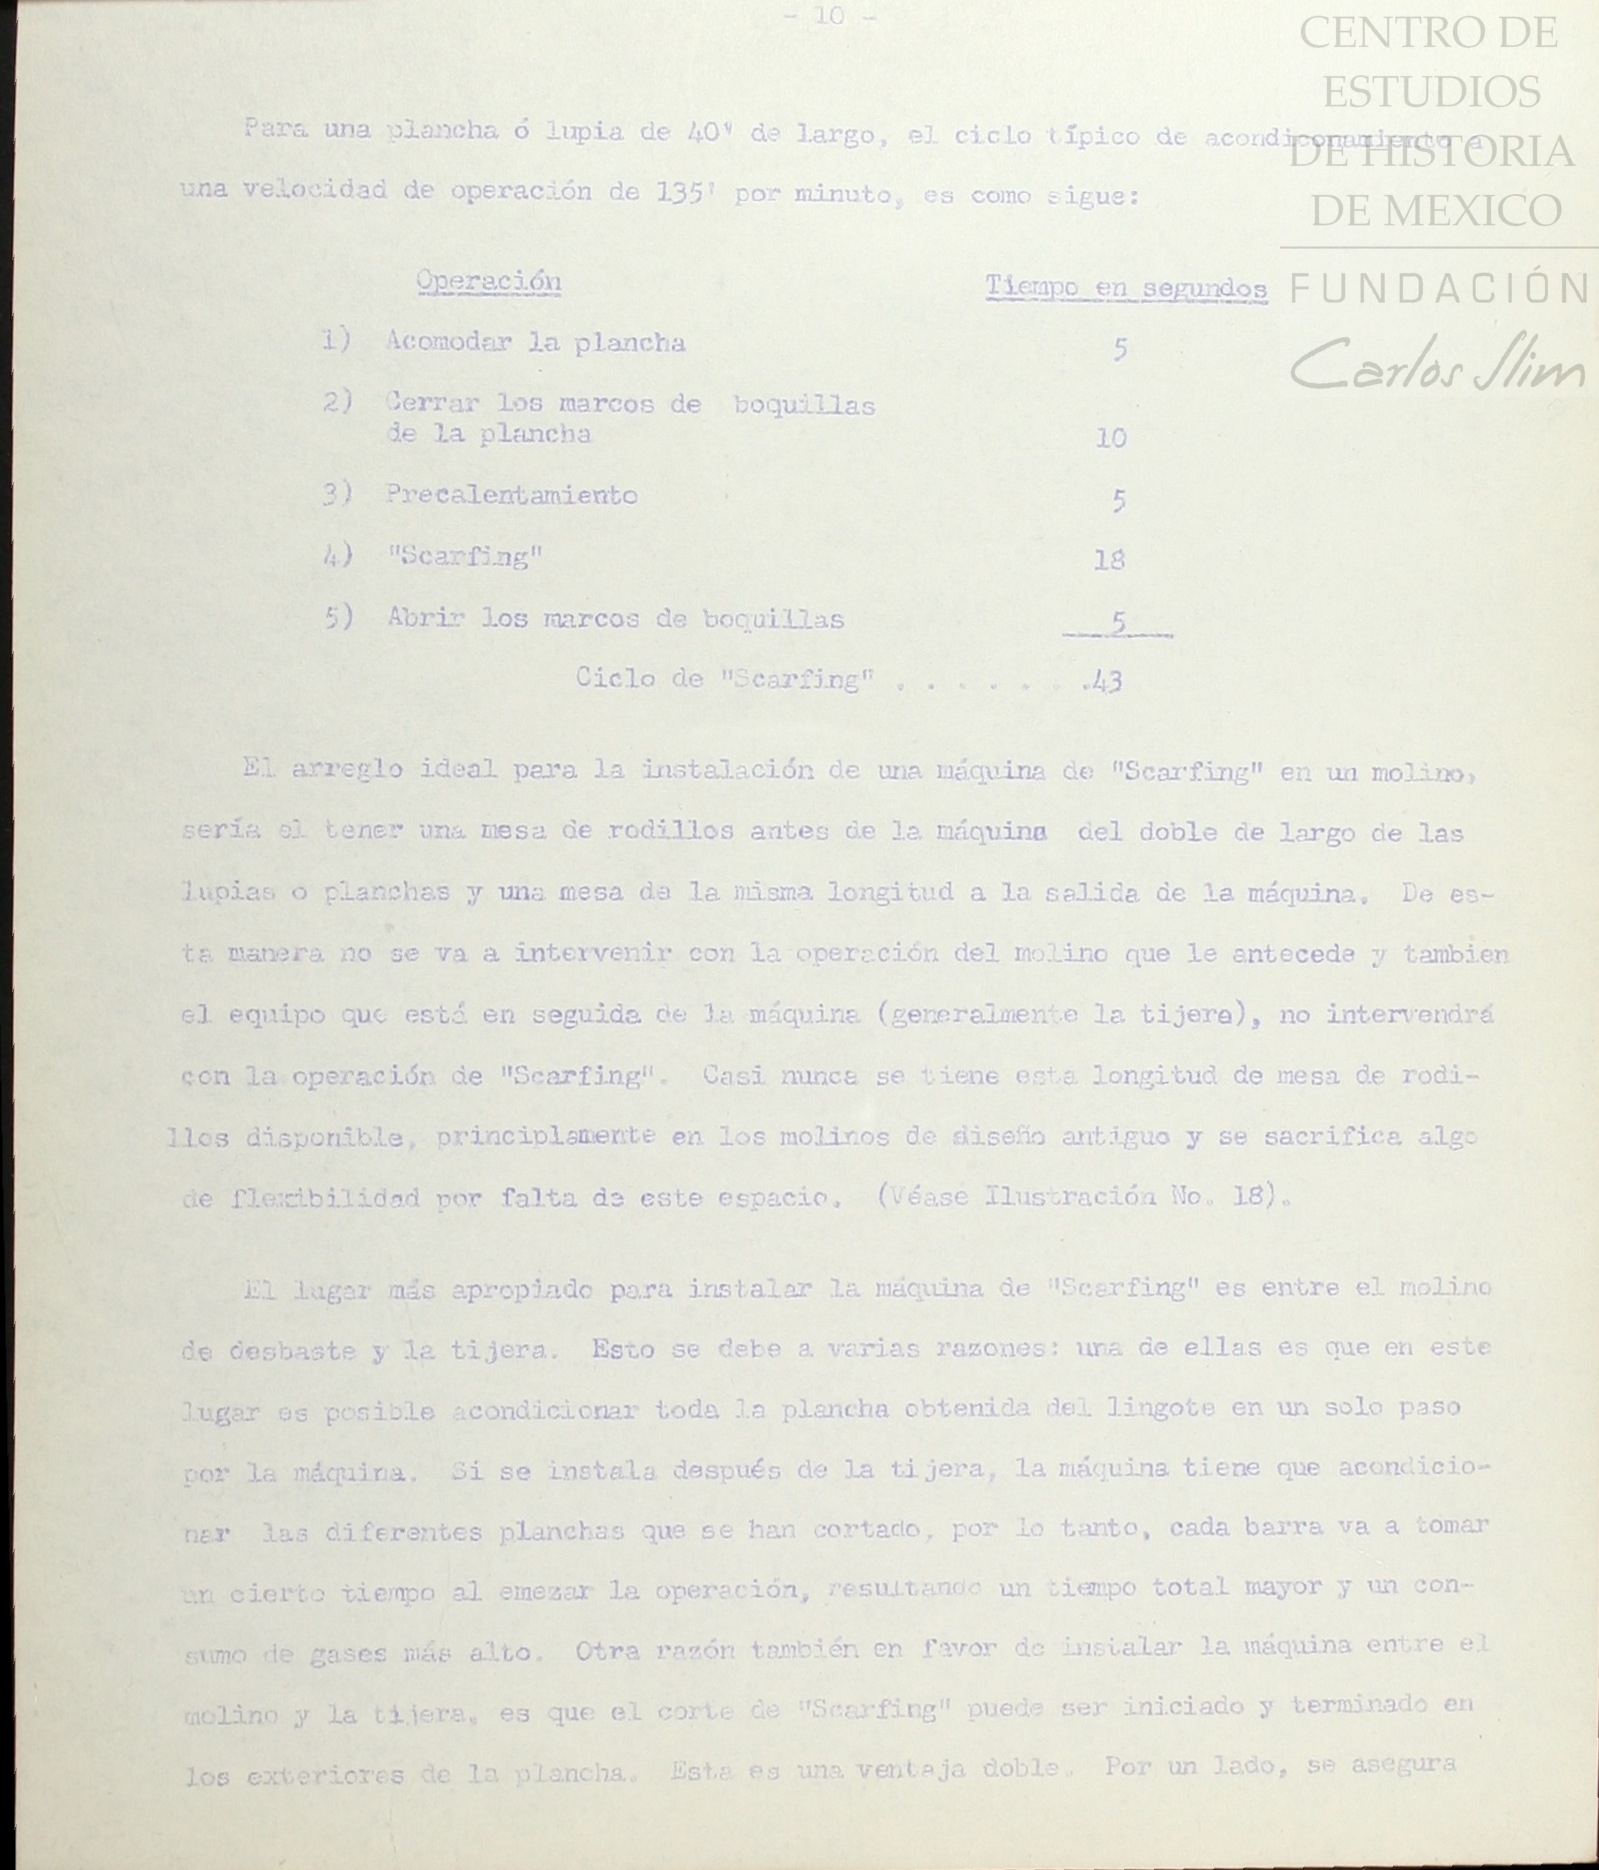 - 10 -
CENTRO DE
ESTUDIOS
DE HISTORIA
DE MEXICO
FUNDACIÓN
Carlos Slim
Para una plancha ó lupia de 40' de largo, el ciclo típico de acondiconamiento a
una velocidad de operación de 135' por minuto, es como sigue:
Operación Tiempo en segundos
1) Acomodar la plancha 5
2) Cerrar los marcos de boquillas
de la plancha 10
3) Precalentamiento 5
4) "Scarfing" 18
5) Abrir los marcos de boquillas 5
Ciclo de "Scarfing" . . . . . . .43
El arreglo ideal para la instalación de una máquina de "Scarfing" en un molino,
sería el tener una mesa de rodillos antes de la máquina del doble de largo de las
lupias o planchas y una mesa de la misma longitud a la salida de la máquina. De es-
ta manera no se va a intervenir con la operación del molino que le antecede y tambien
el equipo que está en seguida de la máquina (generalmente la tijera), no intervendrá
con la operación de "Scarfing". Casi nunca se tiene esta longitud de mesa de rodi-
llos disponible, principlamente en los molinos de diseño antiguo y se sacrifica algo
de flexibilidad por falta de este espacio. (Véase Ilustración No. 18).
El lugar más apropiado para instalar la máquina de "Scarfing" es entre el molino
de desbaste y la tijera. Esto se debe a varias razones: una de ellas es que en este
lugar es posible acondicionar toda la plancha obtenida del lingote en un solo paso
por la máquina. Si se instala después de la tijera, la máquina tiene que acondicio-
nar las diferentes planchas que se han cortado, por lo tanto, cada barra va a tomar
un cierto tiempo al emezar la operación, resultando un tiempo total mayor y un con-
sumo de gases más alto. Otra razón también en favor de instalar la máquina entre el
molino y la tijera, es que el corte de "Scarfing" puede ser iniciado y terminado en
los exteriores de la plancha. Esta es una ventaja doble. Por un lado, se asegura